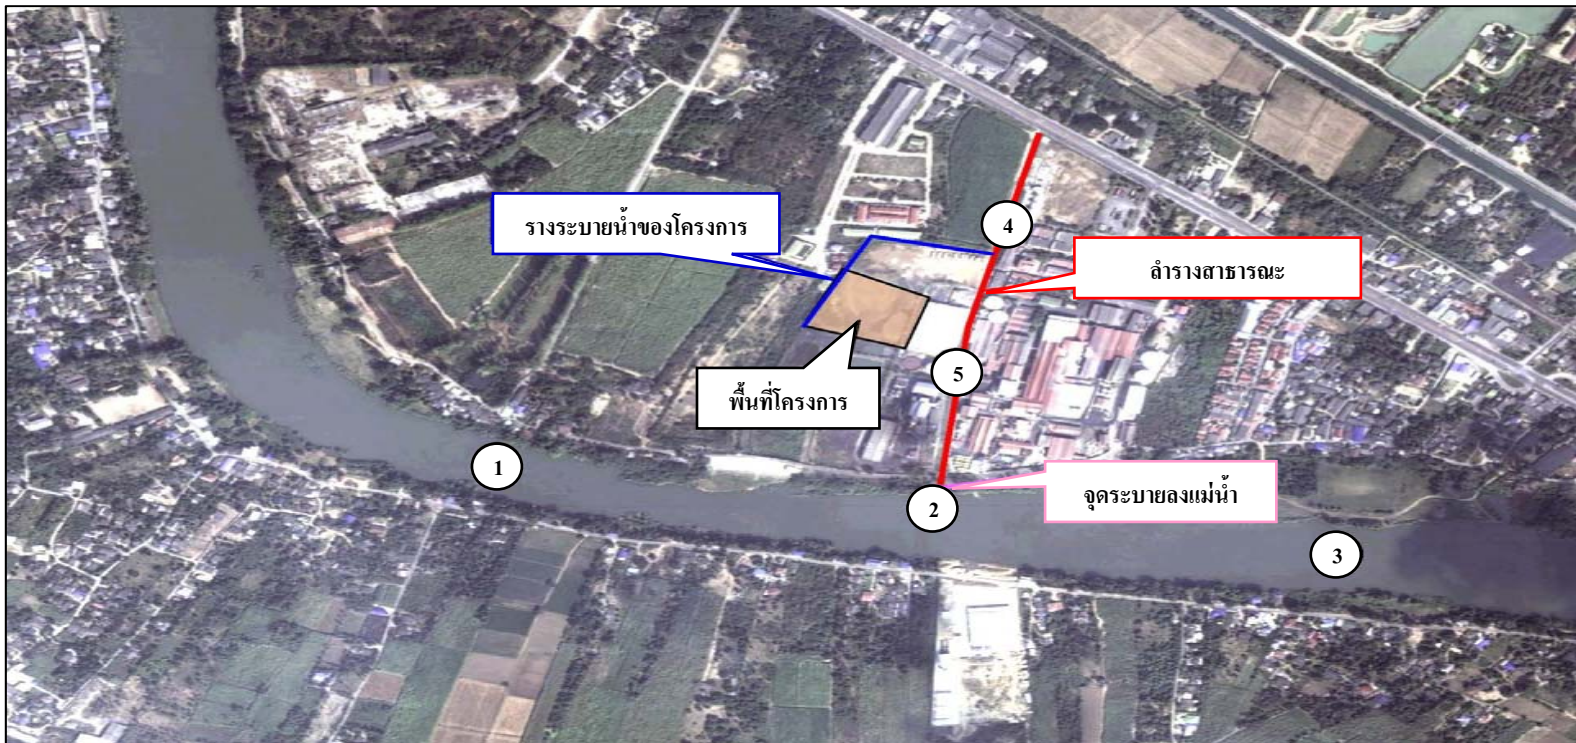 รางระบายน้ำของโครงการ
4
ลำรางสาธารณะ
5
พื้นที่โครงการ
1
จุดระบายลงแม่น้ำ
2
3